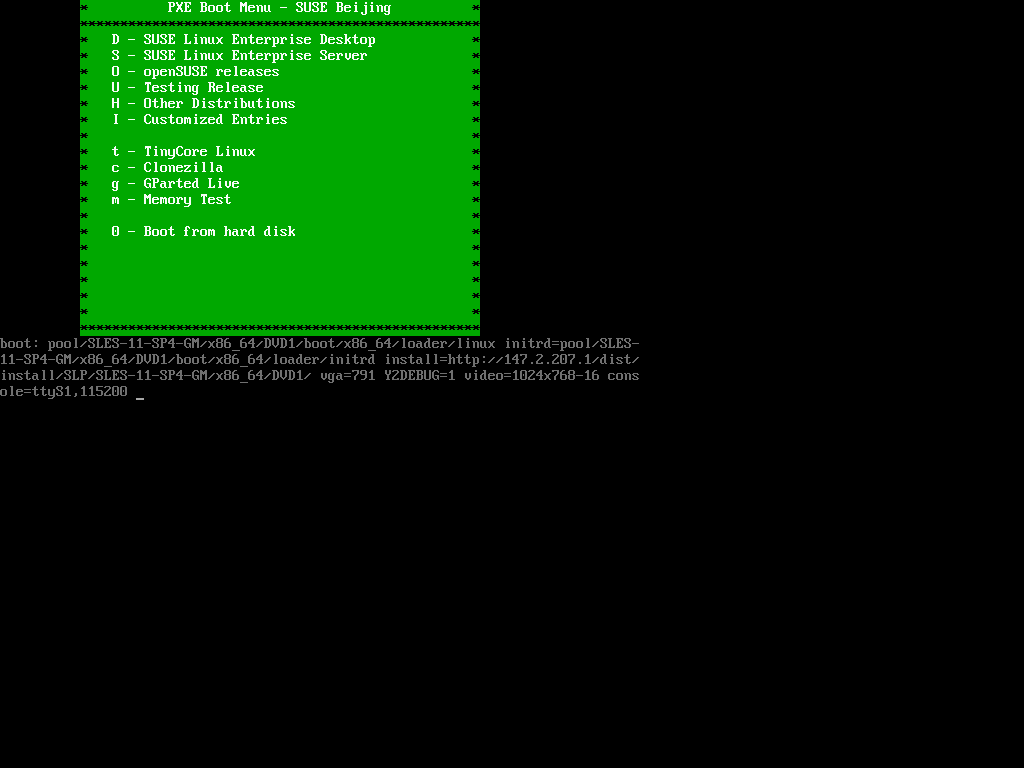 * PXE Boot Menu - SUSE Beijing *
**************************************************
* D - SUSE Linux Enterprise Desktop *
* S - SUSE Linux Enterprise Server *
* O - openSUSE releases *
* U - Testing Release *
* H - Other Distributions *
* I - Customized Entries *
* *
* t - TinyCore Linux *
* c - Clonezilla *
* g - GParted Live *
* m - Memory Test *
* *
* 0 - Boot from hard disk *
* *
* *
* *
* *
* *
**************************************************
boot: pool/SLES-11-SP4-GM/x86_64/DVD1/boot/x86_64/loader/linux initrd=pool/SLES-
11-SP4-GM/x86_64/DVD1/boot/x86_64/loader/initrd install=http://147.2.207.1/dist/
install/SLP/SLES-11-SP4-GM/x86_64/DVD1/ vga=791 Y2DEBUG=1 video=1024x768-16 cons
ole=ttyS1,115200 _